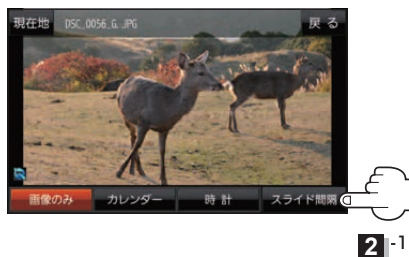 現在地 DSC_0056_G.JPG 戻る
画像のみ カレンダー 時計 スライド間隔
2-1